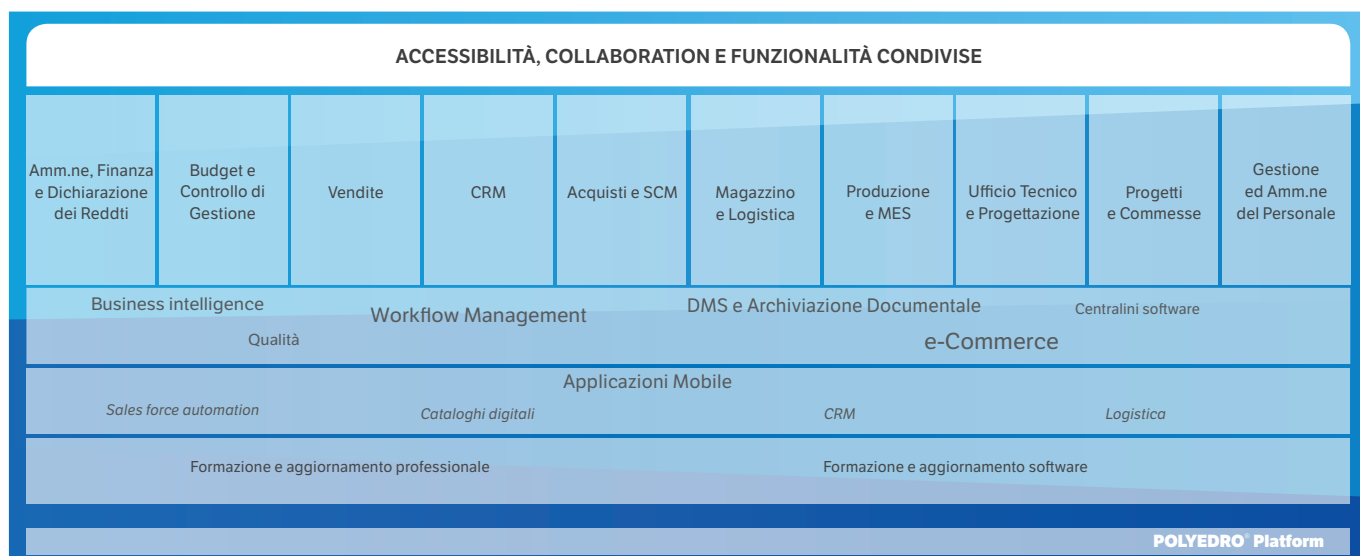 ACCESSIBILITÀ, COLLABORATION E FUNZIONALITÀ CONDIVISE
Amm.ne, Finanza
e Dichiarazione
dei Reddti
Budget e
Controllo di
Gestione
Vendite
CRM
Acquisti e SCM
Magazzino
e Logistica
Produzione
e MES
Ufficio Tecnico
e Progettazione
Progetti
e Commesse
Gestione
ed Amm.ne
del Personale
Business intelligence
Workflow Management
DMS e Archiviazione Documentale
Centralini software
Qualità
e-Commerce
Applicazioni Mobile
Sales force automation
Cataloghi digitali
CRM
Logistica
Formazione e aggiornamento professionale
Formazione e aggiornamento software
POLYEDRO® Platform